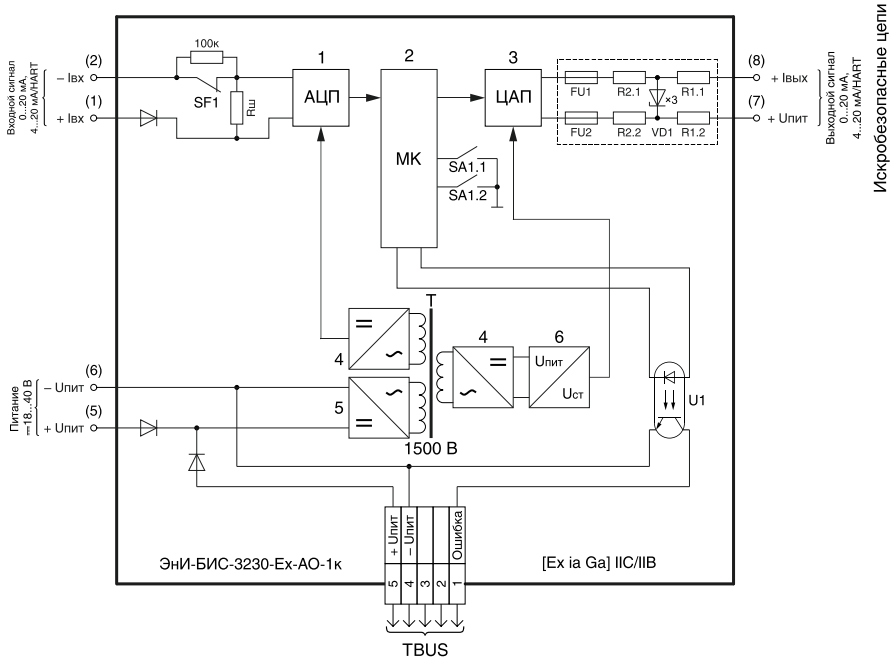 Искробезопасные цепи
Входной сигнал
0...20 мА,
4...20 мА/HART
(2)
– Iвх
(1)
+ Iвх
100к
SF1
Rш
1
АЦП
2
МК
3
ЦАП
SA1.1
SA1.2
FU1
R2.1
R1.1
×3
FU2
R2.2
VD1
R1.2
(8)
+ Iвых
(7)
+ Uпит
Выходной сигнал
0...20 мА,
4...20 мА/HART
T
4
5
4
6
Uпит
Uст
1500 В
U1
Питание
18...40 В
(6)
– Uпит
(5)
+ Uпит
ЭнИ-БИС-3230-Ех-АО-1к
[Ex ia Ga] IIC/IIB
+ Uпит
– Uпит
Ошибка
5
4
3
2
1
TBUS